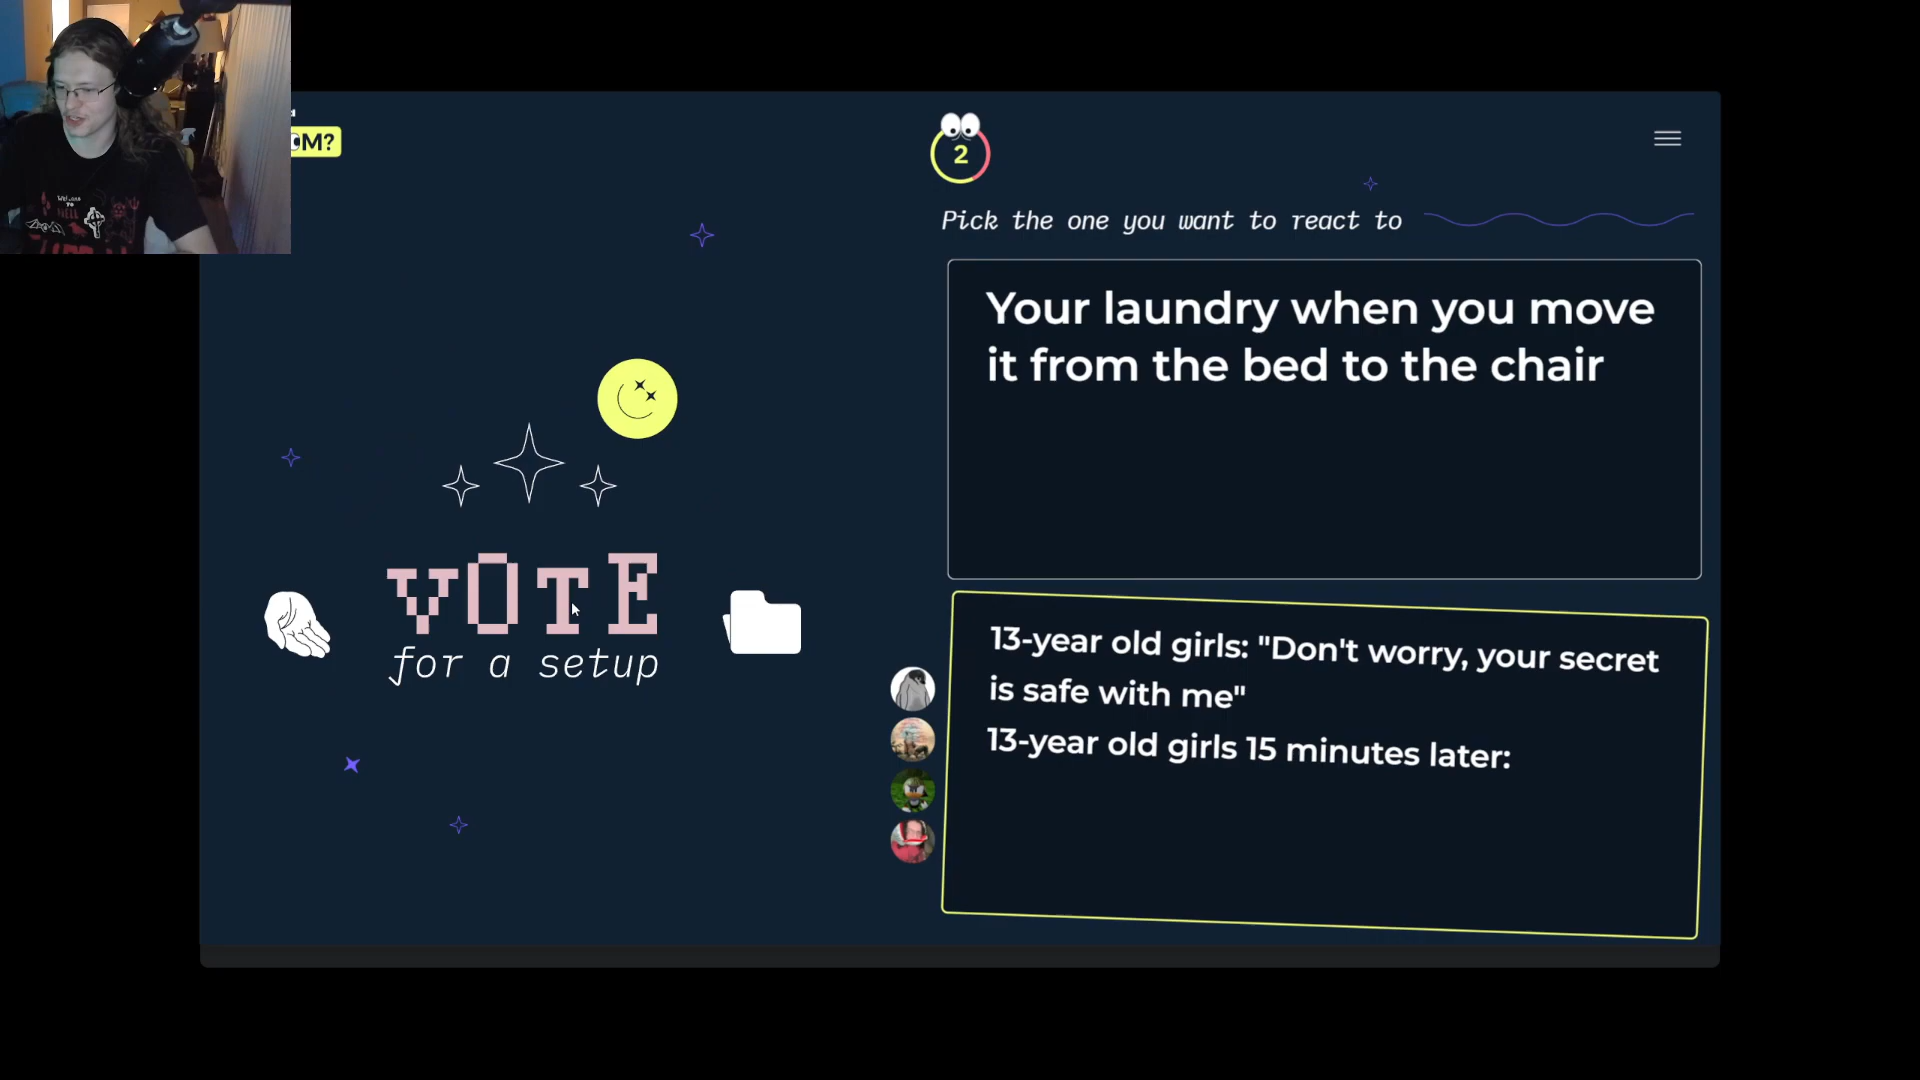 OM?
2
Pick the one you want to react to
Your laundry when you move
it from the bed to the chair
VOTE
for a setup
13-year old girls: "Don't worry, your secret
is safe with me"
13-year old girls 15 minutes later: